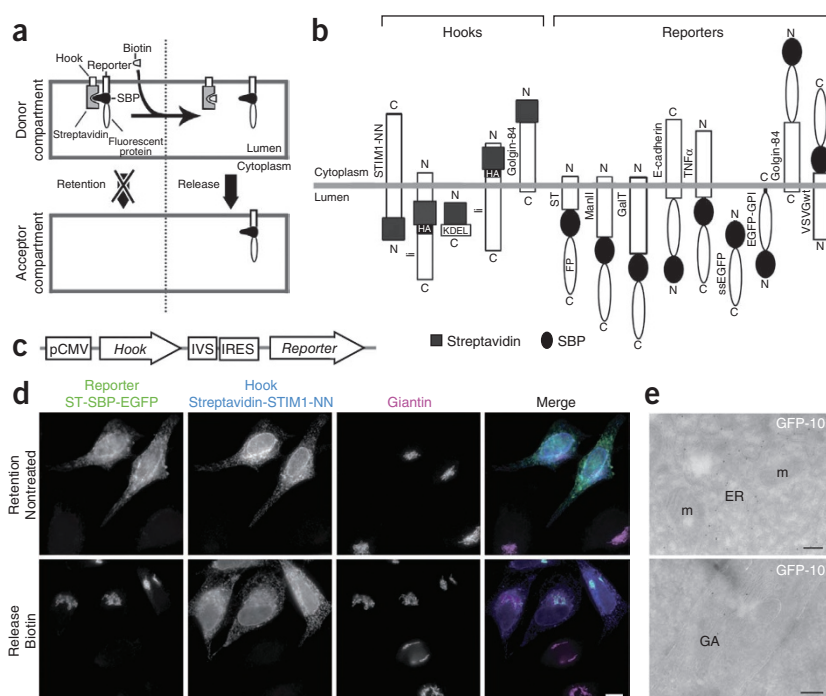 a
Hook
Reporter
Biotin
SBP
Streptavidin
Fluorescent
protein
Lumen
Cytoplasm
Donor
compartment
Retention
Release
Acceptor
compartment
b
Hooks
Reporters
Cytoplasm
Lumen
STIM1-NN
C
N
Ii
N
HA
C
KDEL
N
C
Ii
N
HA
C
Golgin-84
N
C
ST
N
FP
C
ManII
N
C
GalT
N
C
E-cadherin
C
N
TNFα
N
C
ssEGFP
N
C
EGFP-GPI
C
N
Golgin-84
N
C
VSVGwt
C
N
Streptavidin
SBP
c
pCMV
Hook
IVS
IRES
Reporter
d
Reporter
ST-SBP-EGFP
Hook
Streptavidin-STIM1-NN
Giantin
Merge
Retention
Nontreated
Release
Biotin
e
GFP-10
m
ER
m
GFP-10
GA